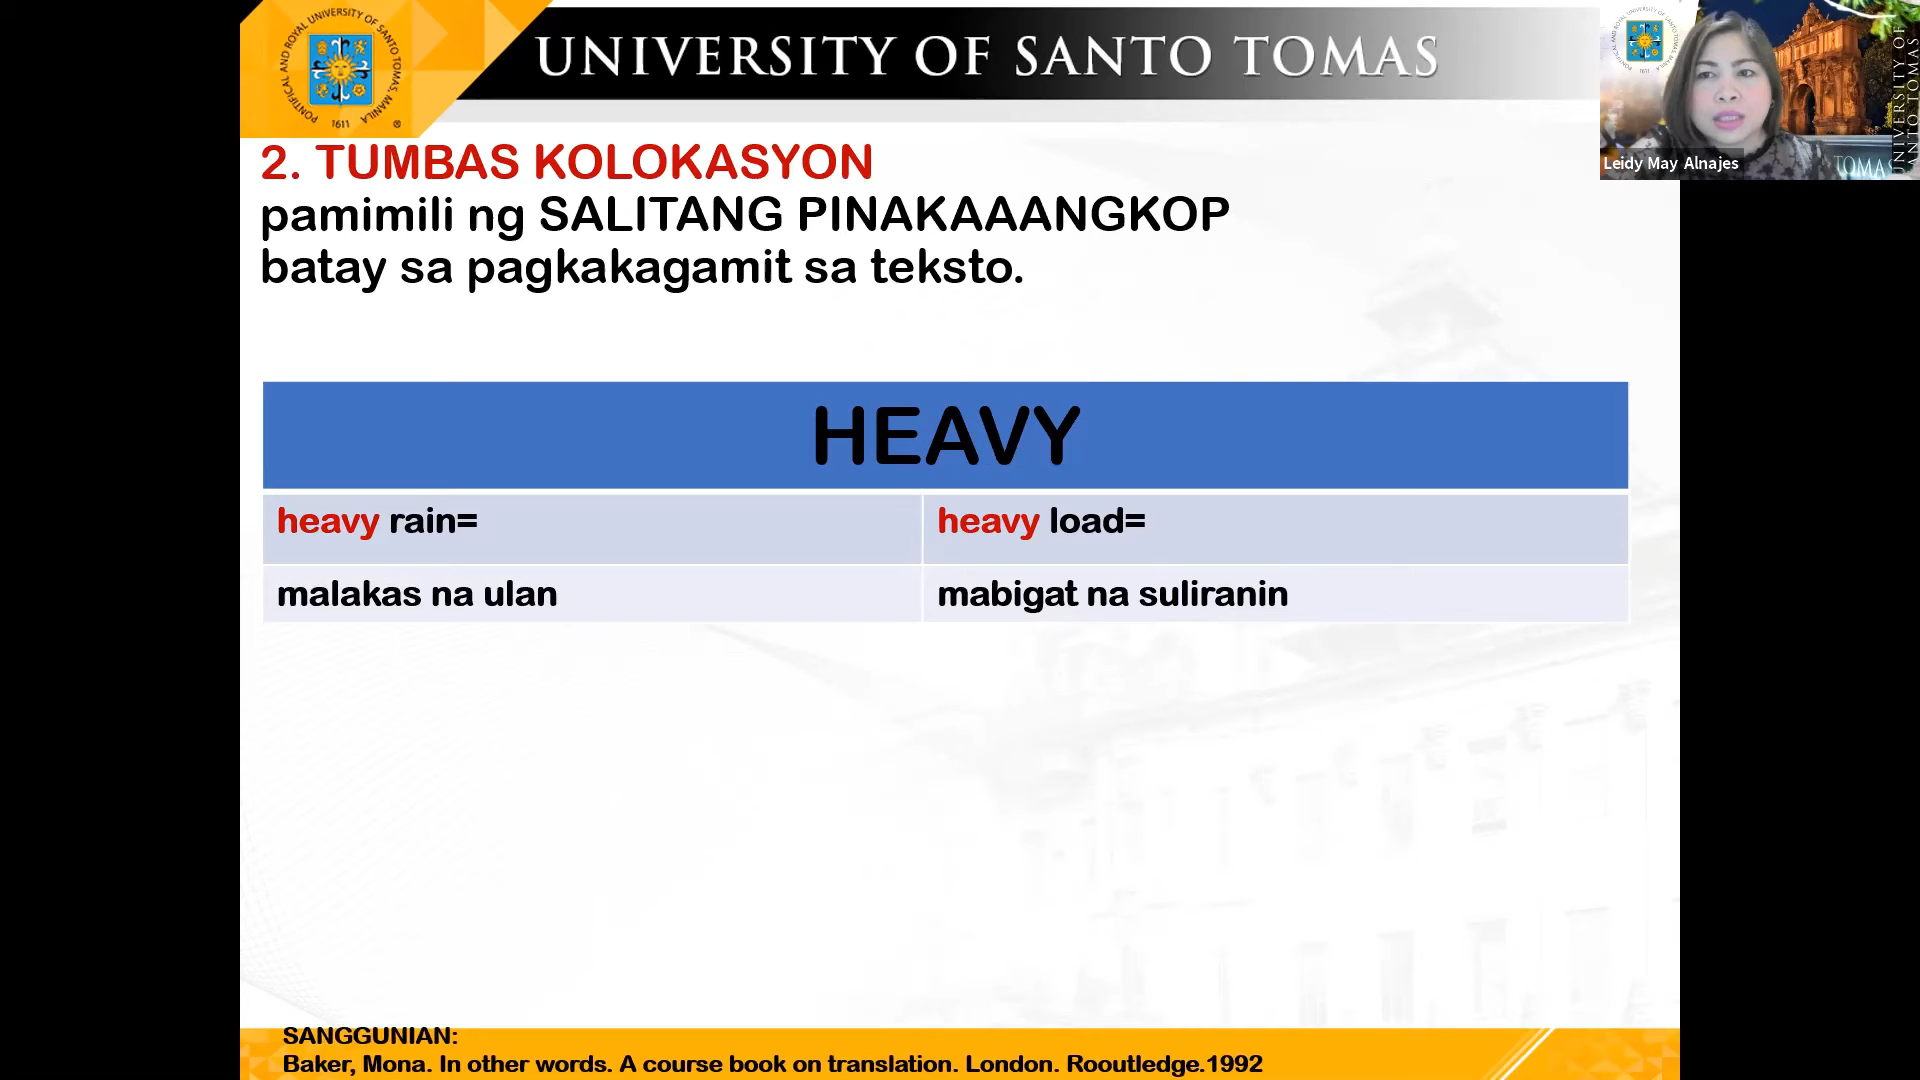 PONTIFICAL AND ROYAL UNIVERSITY OF SANTO TOMAS, MANILA
1611
UNIVERSITY OF SANTO TOMAS
2. TUMBAS KOLOKASYON
pamimili ng SALITANG PINAKAAANGKOP
batay sa pagkakagamit sa teksto.
HEAVY
heavy rain=
heavy load=
malakas na ulan
mabigat na suliranin
SANGGUNIAN:
Baker, Mona. In other words. A course book on translation. London. Rooutledge.1992
Leidy May Alnajes
UNIVERSITY OF
ANTO TOMAS
TOMAS